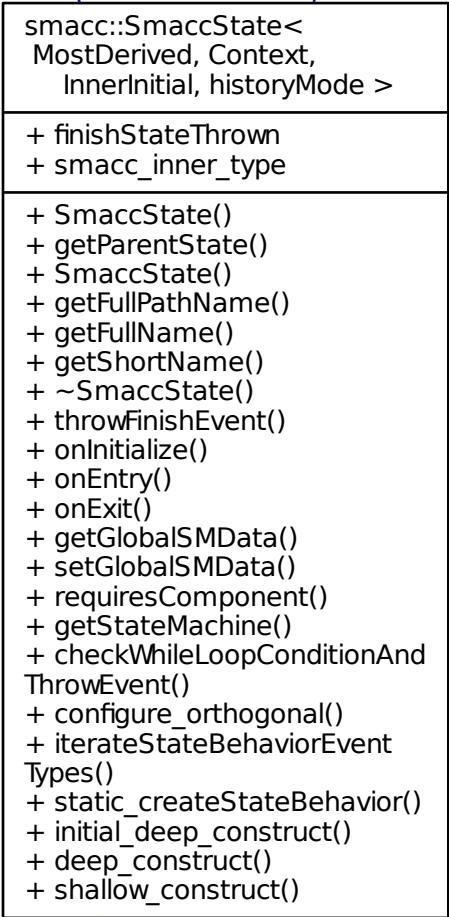 smacc::SmaccState<
MostDerived, Context,
InnerInitial, historyMode >
+ finishStateThrown
+ smacc_inner_type
+ SmaccState()
+ getParentState()
+ SmaccState()
+ getFullPathName()
+ getFullName()
+ getShortName()
+ ~SmaccState()
+ throwFinishEvent()
+ onInitialize()
+ onEntry()
+ onExit()
+ getGlobalSMData()
+ setGlobalSMData()
+ requiresComponent()
+ getStateMachine()
+ checkWhileLoopConditionAnd
ThrowEvent()
+ configure_orthogonal()
+ iterateStateBehaviorEvent
Types()
+ static_createStateBehavior()
+ initial_deep_construct()
+ deep_construct()
+ shallow_construct()